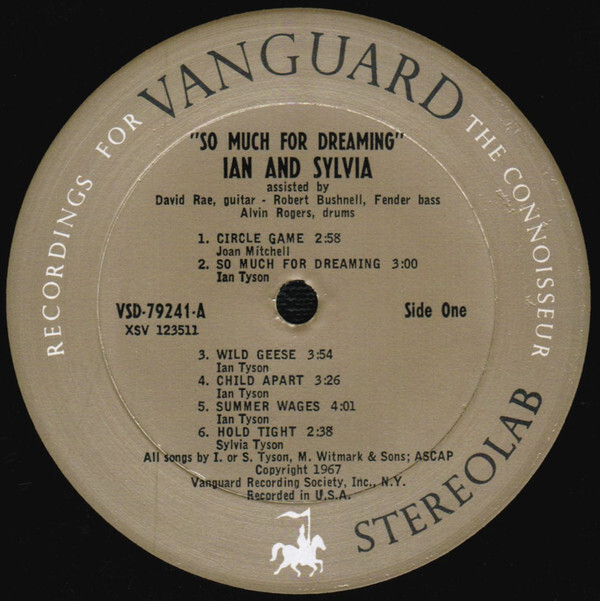 RECORDINGS FOR VANGUARD THE CONNOISSEUR
"SO MUCH FOR DREAMING"
IAN AND SYLVIA
assisted by
David Rae, guitar - Robert Bushnell, Fender bass
Alvin Rogers, drums
1. CIRCLE GAME 2:58
Joan Mitchell
2. SO MUCH FOR DREAMING 3:00
Ian Tyson
VSD-79241-A
XSV 123511
Side One
3. WILD GEESE 3:54
Ian Tyson
4. CHILD APART 3:26
Ian Tyson
5. SUMMER WAGES 4:01
Ian Tyson
6. HOLD TIGHT 2:38
Sylvia Tyson
All songs by I. or S. Tyson, M. Witmark & Sons; ASCAP
Copyright 1967
Vanguard Recording Society, Inc., N.Y.
Recorded in U.S.A.
STEREOLAB